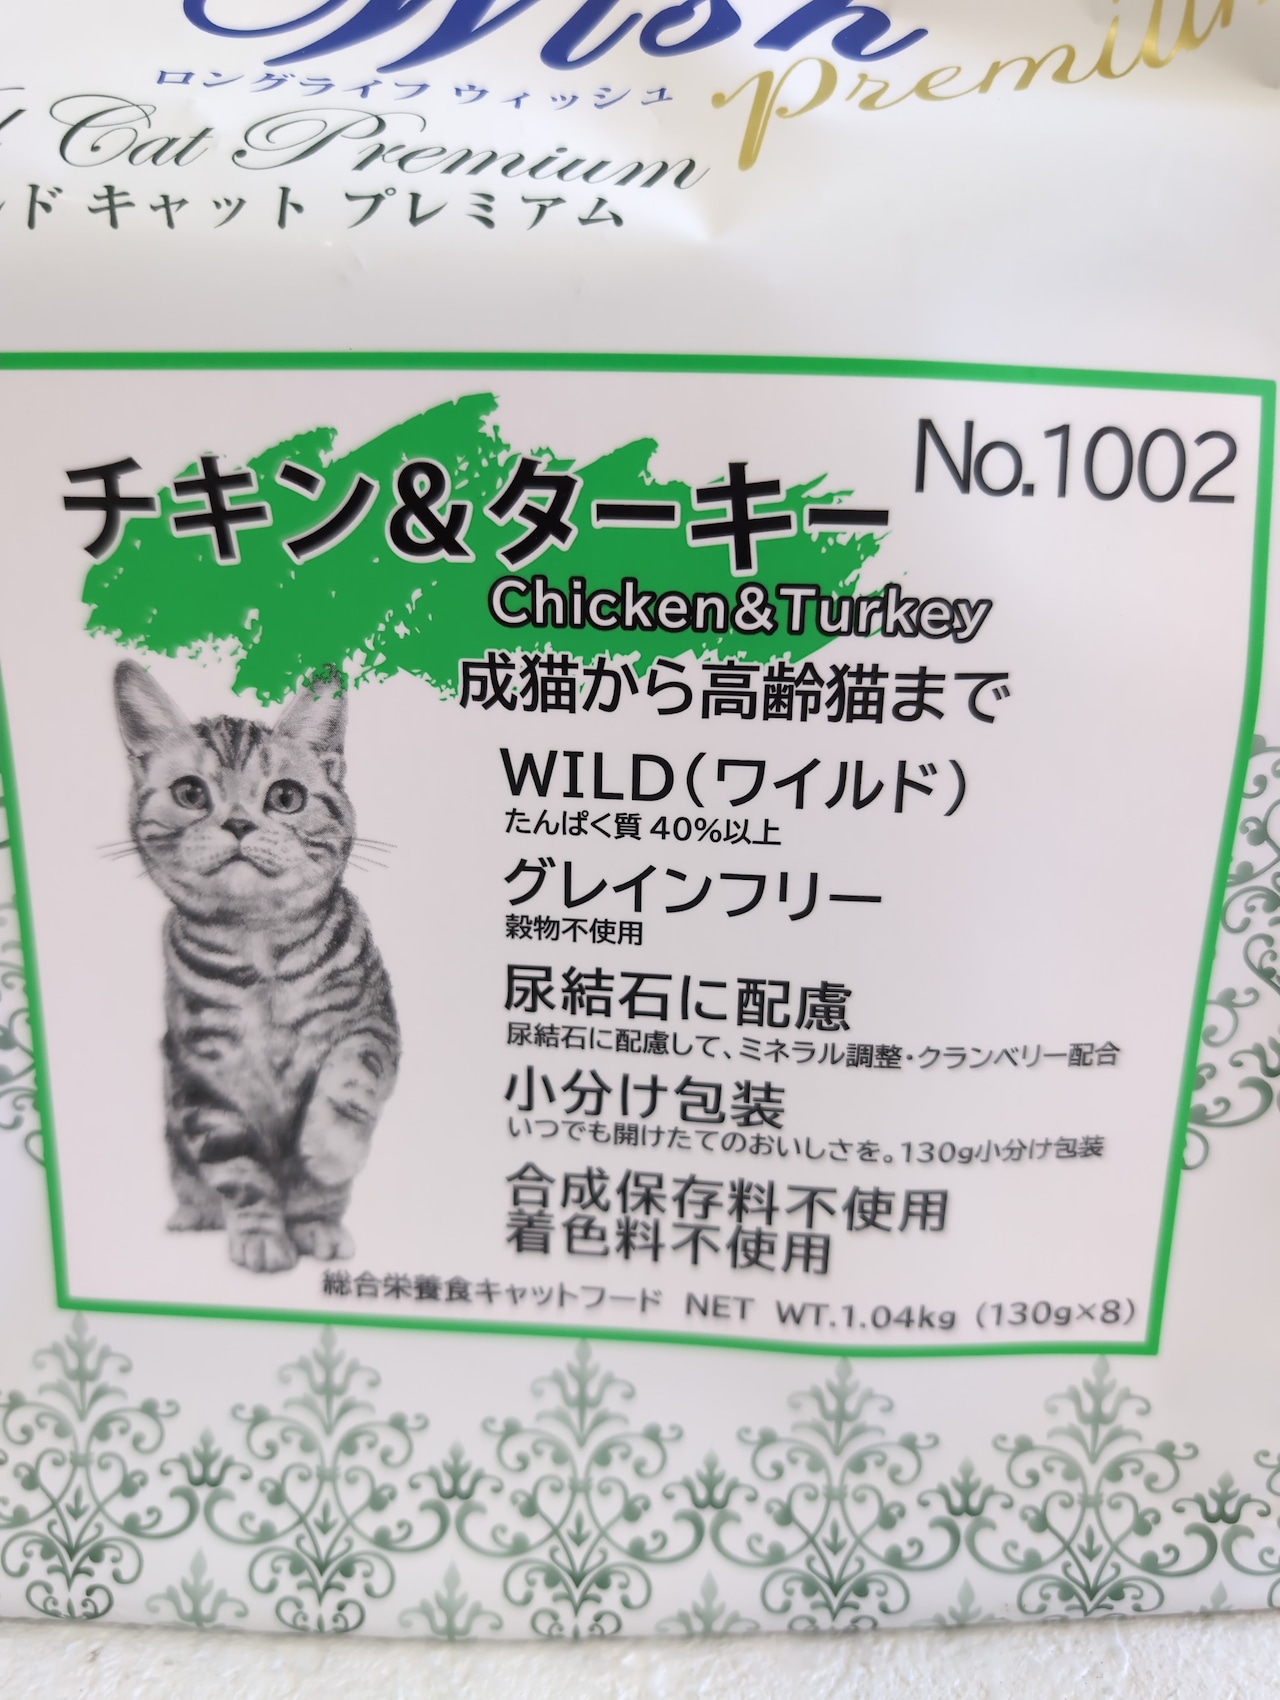 Wish
ロングライフ ウィッシュ
Premium
Cat Premium
ルド キャット プレミアム
No.1002
チキン&ターキー
Chicken&Turkey
成猫から高齢猫まで
WILD（ワイルド）
たんぱく質 40%以上
グレインフリー
穀物不使用
尿結石に配慮
尿結石に配慮して、ミネラル調整・クランベリー配合
小分け包装
いつでも開けたてのおいしさを。130g小分け包装
合成保存料不使用
着色料不使用
総合栄養食キャットフード NET WT.1.04kg（130g×8）